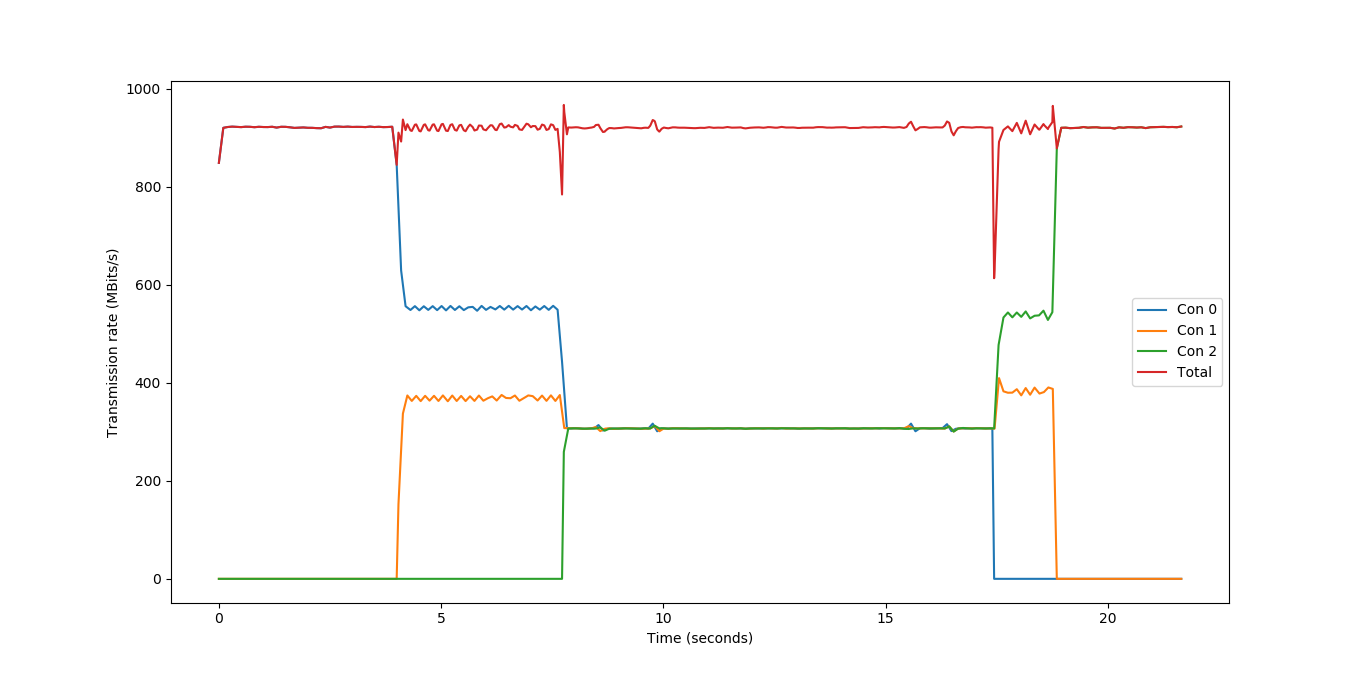 1000
800
600
400
200
0
Transmission rate (MBits/s)
Con 0
Con 1
Con 2
Total
0 5 10 15 20
Time (seconds)